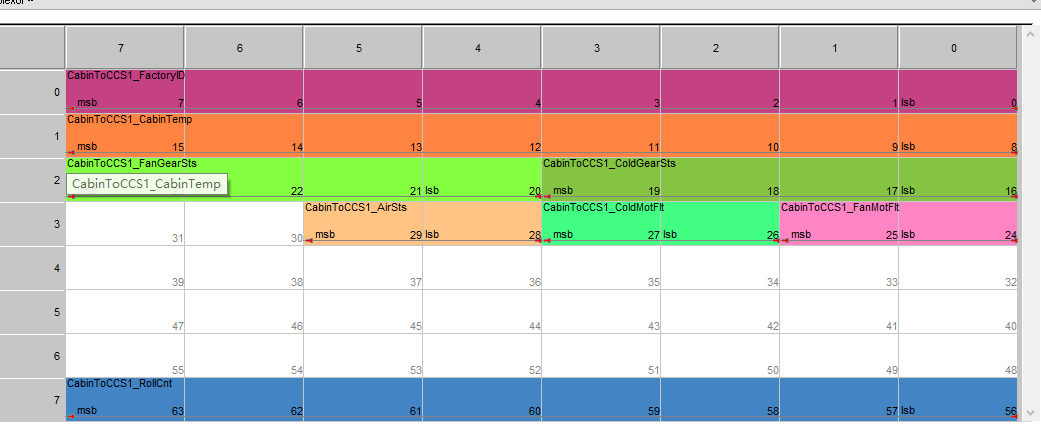 7 6 5 4 3 2 1 0
CabinToCCS1_FactoryID
0 msb 7 6 5 4 3 2 1 lsb 0
CabinToCCS1_CabinTemp
1 msb 15 14 13 12 11 10 9 lsb 8
CabinToCCS1_FanGearSts CabinToCCS1_ColdGearSts
2 CabinToCCS1_CabinTemp 22 21 lsb 20 19 18 17 lsb 16
CabinToCCS1_AirSts CabinToCCS1_ColdMotFlt CabinToCCS1_FanMotFlt
3 31 30 msb 29 lsb 28 msb 27 lsb 26 msb 25 lsb 24
4 39 38 37 36 35 34 33 32
5 47 46 45 44 43 42 41 40
6 55 54 53 52 51 50 49 48
CabinToCCS1_RollCnt
7 msb 63 62 61 60 59 58 57 lsb 56